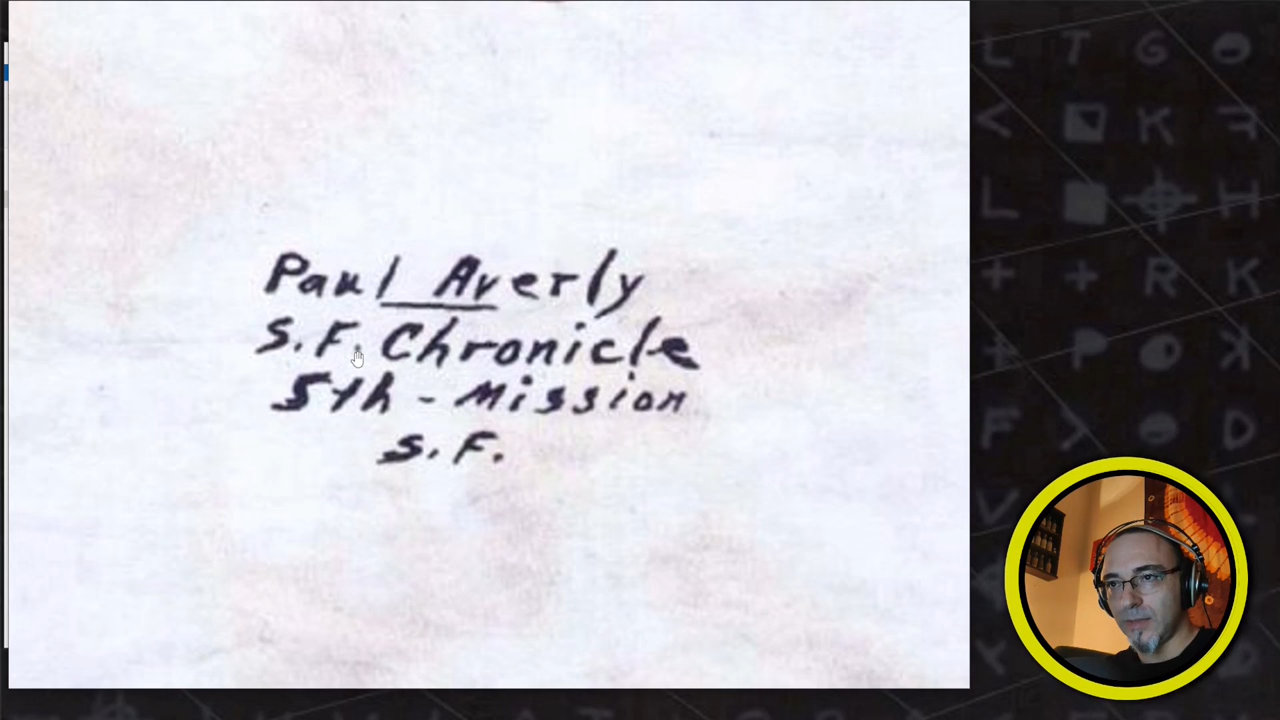 Paul Averly
S.F. Chronicle
5th - Mission
S.F.
L T G
< K
L H
+ + R K
+ P
F D
V